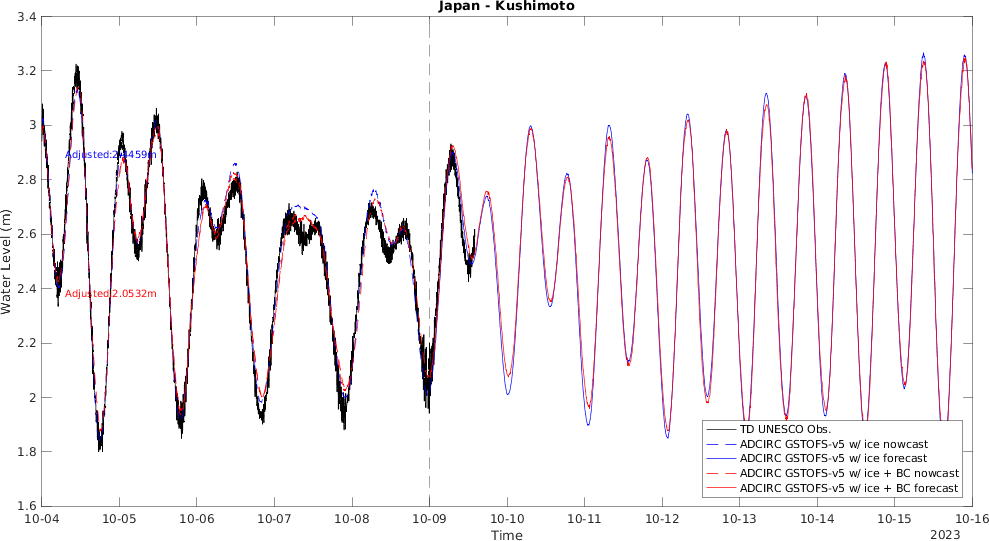 Japan - Kushimoto
3.4
3.2
3
2.8
2.6
2.4
2.2
2
1.8
1.6
Water Level (m)
Adjusted:2.4459m
Adjusted:2.0532m
TD UNESCO Obs.
ADCIRC GSTOFS-v5 w/ ice nowcast
ADCIRC GSTOFS-v5 w/ ice forecast
ADCIRC GSTOFS-v5 w/ ice + BC nowcast
ADCIRC GSTOFS-v5 w/ ice + BC forecast
10-04 10-05 10-06 10-07 10-08 10-09 10-10 10-11 10-12 10-13 10-14 10-15 10-16
Time
2023